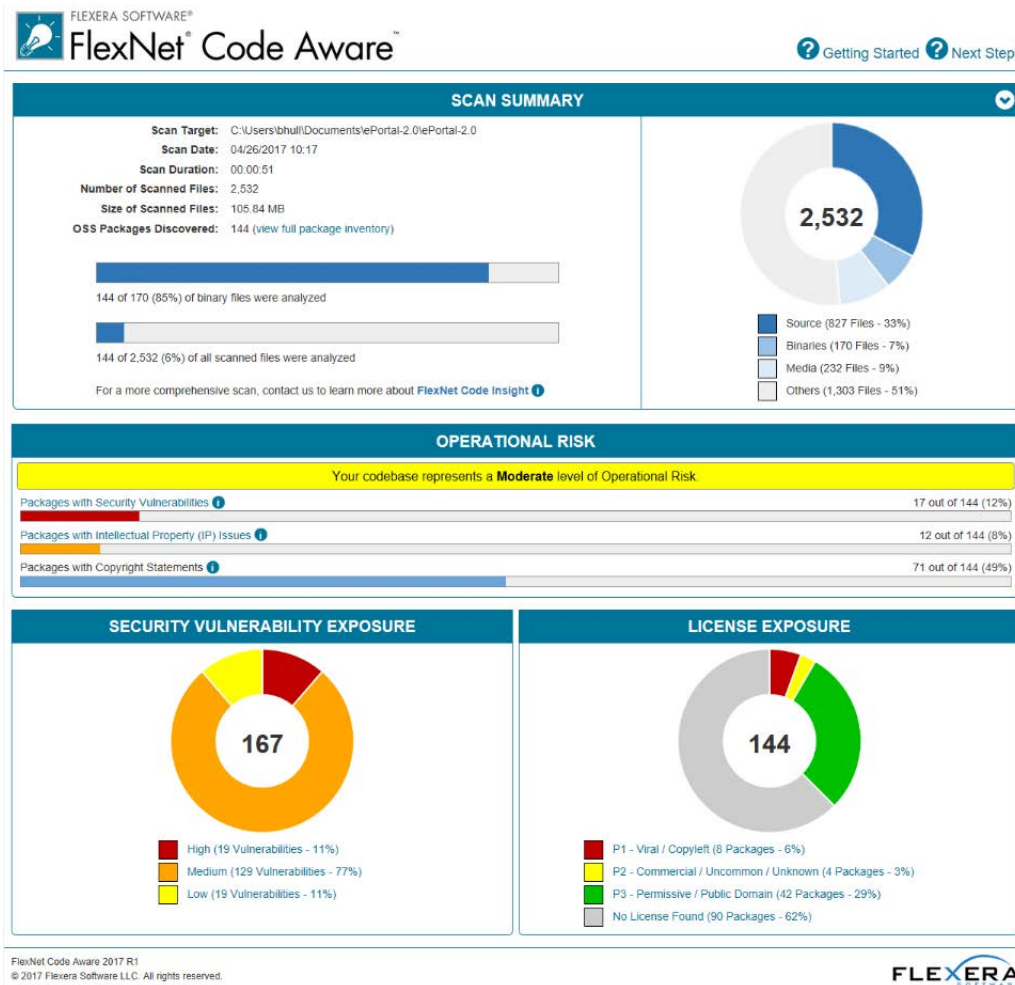 FLEXERA SOFTWARE®
FlexNet® Code Aware™
Getting Started
Next Step
SCAN SUMMARY
Scan Target: C:\Users\bhull\Documents\ePortal-2.0\ePortal-2.0
Scan Date: 04/26/2017 10:17
Scan Duration: 00:00:51
Number of Scanned Files: 2,532
Size of Scanned Files: 105.84 MB
OSS Packages Discovered: 144 (view full package inventory)
144 of 170 (85%) of binary files were analyzed
144 of 2,532 (6%) of all scanned files were analyzed
For a more comprehensive scan, contact us to learn more about FlexNet Code Insight
2,532
Source (827 Files - 33%)
Binaries (170 Files - 7%)
Media (232 Files - 9%)
Others (1,303 Files - 51%)
OPERATIONAL RISK
Your codebase represents a Moderate level of Operational Risk.
Packages with Security Vulnerabilities 17 out of 144 (12%)
Packages with Intellectual Property (IP) Issues 12 out of 144 (8%)
Packages with Copyright Statements 71 out of 144 (49%)
SECURITY VULNERABILITY EXPOSURE
167
High (19 Vulnerabilities - 11%)
Medium (129 Vulnerabilities - 77%)
Low (19 Vulnerabilities - 11%)
LICENSE EXPOSURE
144
P1 - Viral / Copyleft (8 Packages - 6%)
P2 - Commercial / Uncommon / Unknown (4 Packages - 3%)
P3 - Permissive / Public Domain (42 Packages - 29%)
No License Found (90 Packages - 62%)
FlexNet Code Aware 2017 R1
© 2017 Flexera Software LLC. All rights reserved.
FLEXERA
SOFTWARE